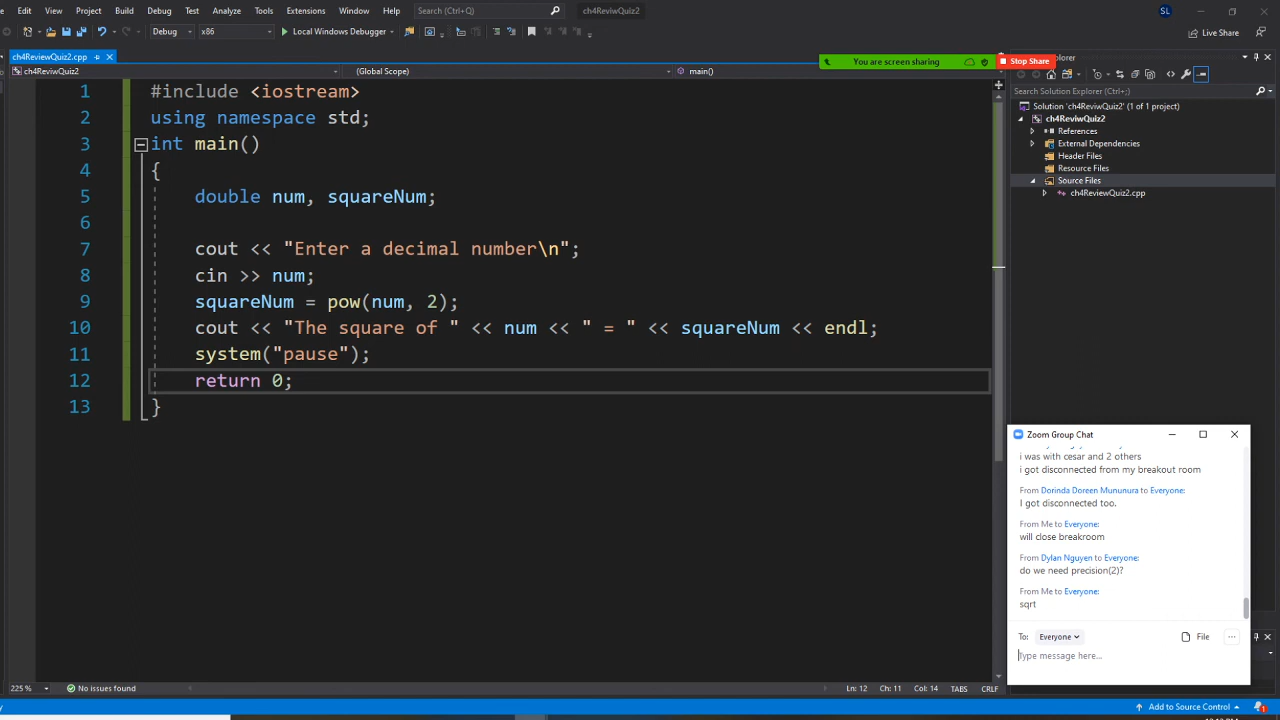 Edit View Project Build Debug Test Analyze Tools Extensions Window Help Search (Ctrl+Q) ch4ReviwQuiz2 SL
Debug x86 Local Windows Debugger Live Share
ch4ReviewQuiz2.cpp
You are screen sharing Stop Share
ch4ReviwQuiz2 (Global Scope) main()
Search Solution Explorer (Ctrl+;)
Solution 'ch4ReviwQuiz2' (1 of 1 project)
ch4ReviwQuiz2
References
External Dependencies
Header Files
Resource Files
Source Files
ch4ReviwQuiz2.cpp
1 #include <iostream>
2 using namespace std;
3 int main()
4 {
5 double num, squareNum;
6
7 cout << "Enter a decimal number\n";
8 cin >> num;
9 squareNum = pow(num, 2);
10 cout << "The square of " << num << " = " << squareNum << endl;
11 system("pause");
12 return 0;
13 }
Zoom Group Chat
i was with cesar and 2 others
i got disconnected from my breakout room
From Dorinda Doreen Mununura to Everyone:
I got disconnected too.
From Me to Everyone:
will close breakroom
From Dylan Nguyen to Everyone:
do we need precision(2)?
From Me to Everyone:
sqrt
To: Everyone File ...
Type message here...
225 % No issues found Ln: 12 Ch: 11 Col: 14 TABS CRLF
Add to Source Control 1